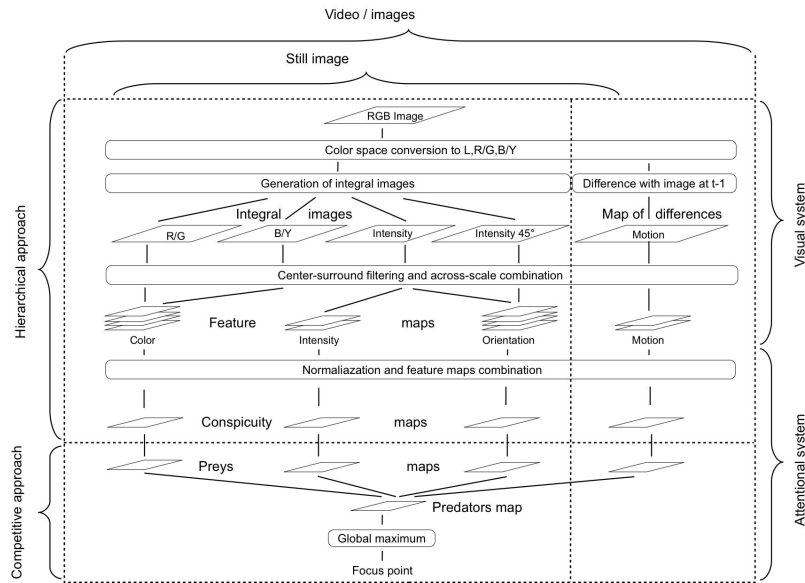 Video / images
Still image
RGB Image
Color space conversion to L,R/G,B/Y
Generation of integral images
Difference with image at t-1
Integral images
Map of differences
R/G
B/Y
Intensity
Intensity 45°
Motion
Center-surround filtering and across-scale combination
Feature maps
Color
Intensity
Orientation
Motion
Normaliazation and feature maps combination
Conspicuity maps
Preys maps
Predators map
Global maximum
Focus point
Hierarchical approach
Competitive approach
Visual system
Attentional system